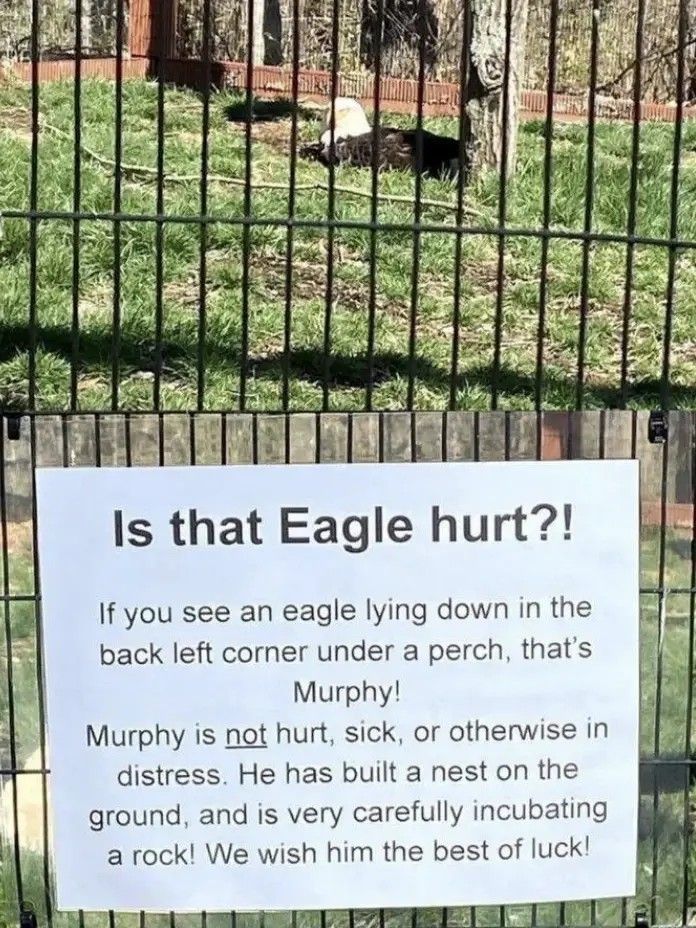 Is that Eagle hurt?!
If you see an eagle lying down in the
back left corner under a perch, that's
Murphy!
Murphy is not hurt, sick, or otherwise in
distress. He has built a nest on the
ground, and is very carefully incubating
a rock! We wish him the best of luck!